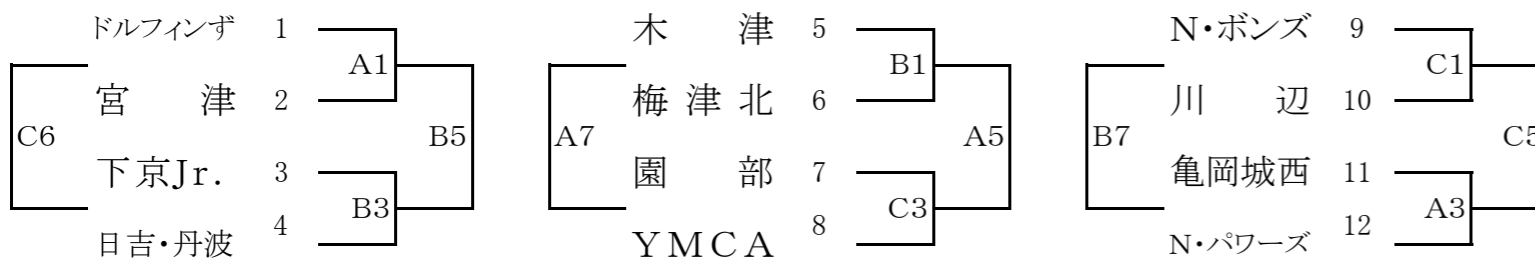 ドルフィンず 1 木津 5 N・ボンズ 9
A1 B1 C1
宮津 2 梅津北 6 川辺 10
C6 B5 A7 A5 B7 C5
下京Jr. 3 園部 7 亀岡城西 11
B3 C3 A3
日吉・丹波 4 YMCA 8 N・パワーズ 12